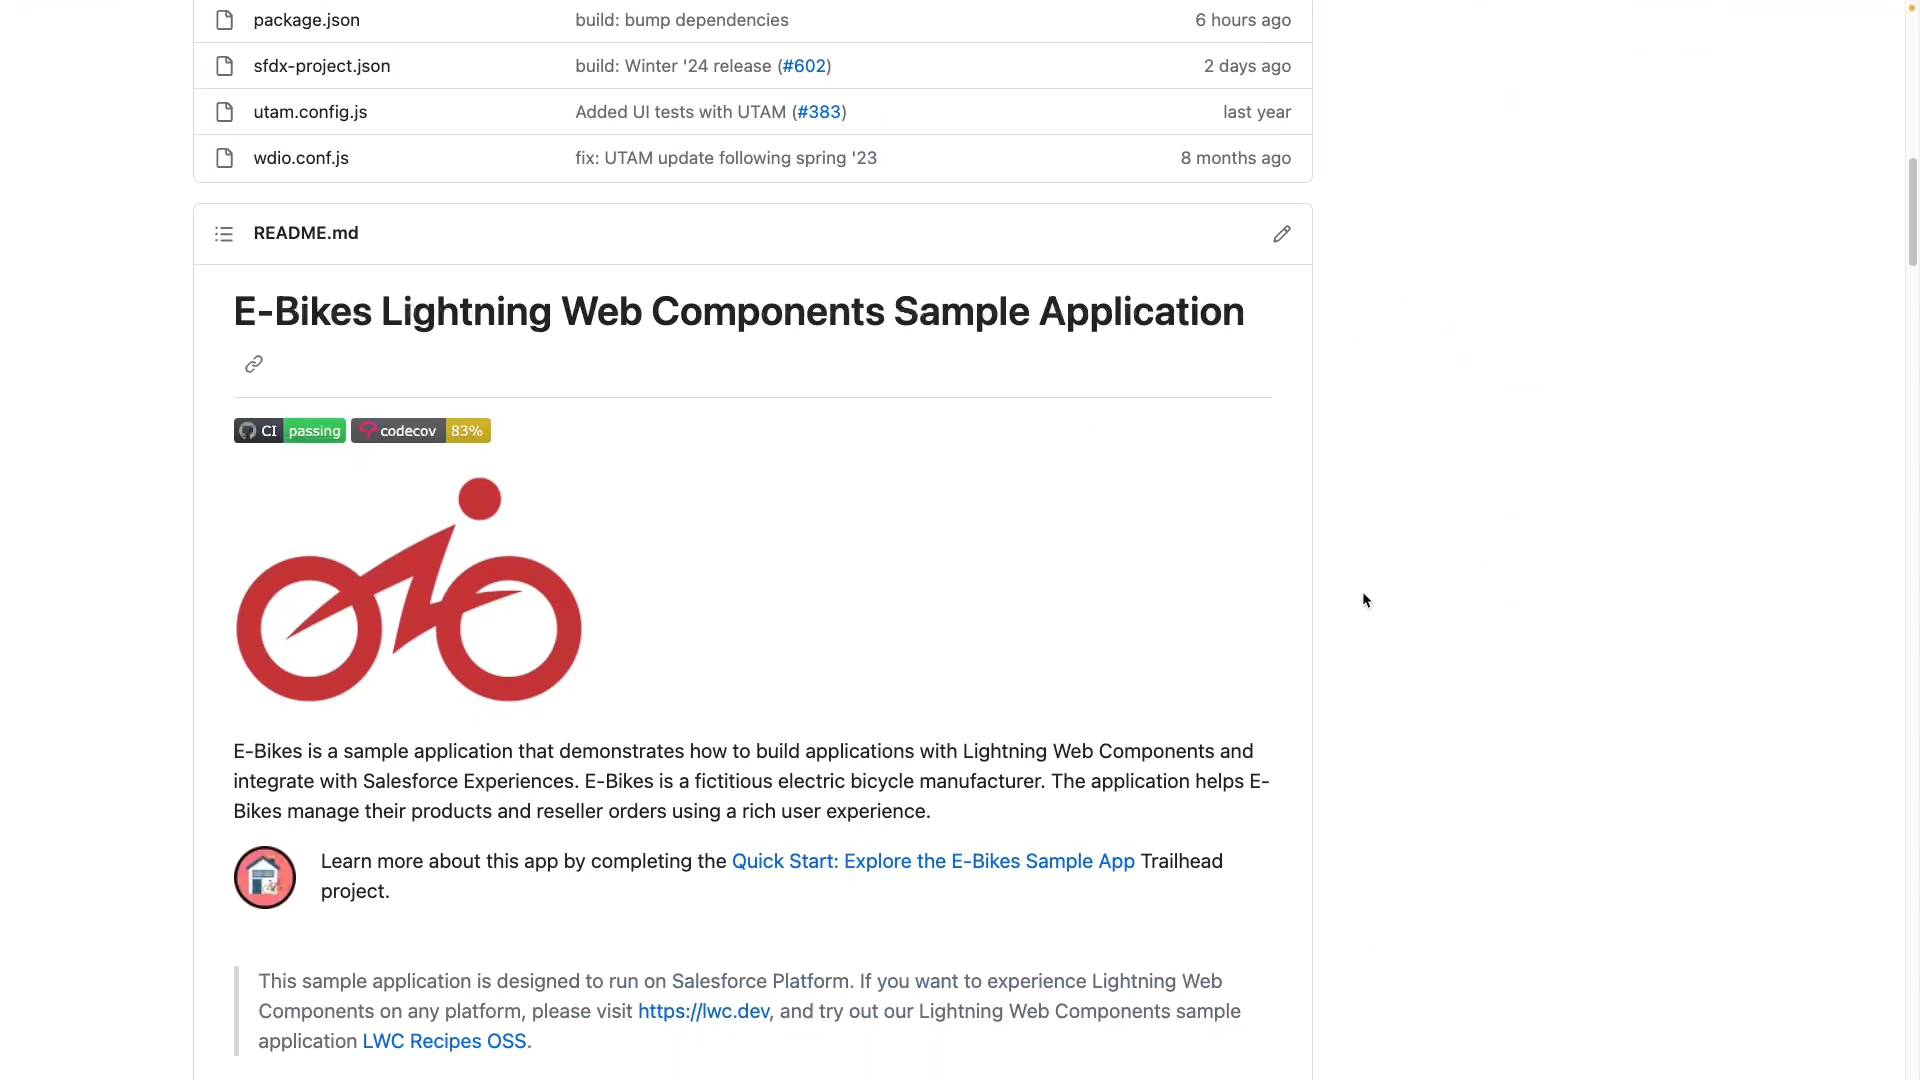 package.json build: bump dependencies 6 hours ago
sfdx-project.json build: Winter '24 release (#602) 2 days ago
utam.config.js Added UI tests with UTAM (#383) last year
wdio.conf.js fix: UTAM update following spring '23 8 months ago
README.md
E-Bikes Lightning Web Components Sample Application
CI passing codecov 83%
E-Bikes is a sample application that demonstrates how to build applications with Lightning Web Components and
integrate with Salesforce Experiences. E-Bikes is a fictitious electric bicycle manufacturer. The application helps E-
Bikes manage their products and reseller orders using a rich user experience.
Learn more about this app by completing the Quick Start: Explore the E-Bikes Sample App Trailhead
project.
This sample application is designed to run on Salesforce Platform. If you want to experience Lightning Web
Components on any platform, please visit https://lwc.dev, and try out our Lightning Web Components sample
application LWC Recipes OSS.